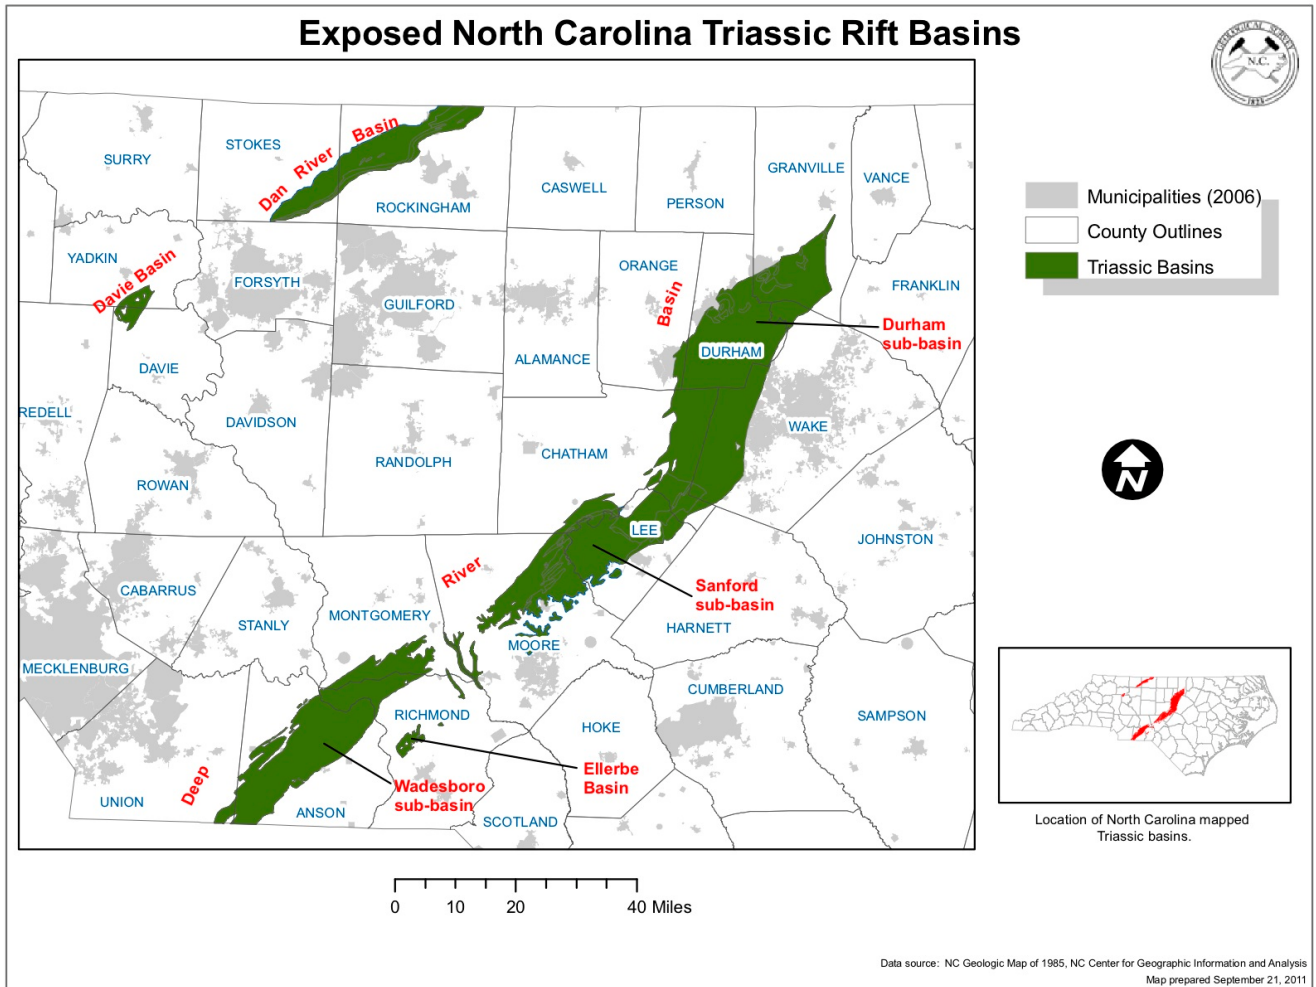 Exposed North Carolina Triassic Rift Basins
GEOLOGICAL SURVEY
N.C.
1823
SURRY
STOKES
Dan River Basin
ROCKINGHAM
CASWELL
PERSON
GRANVILLE
VANCE
YADKIN
Davie Basin
FORSYTH
GUILFORD
ORANGE
Basin
FRANKLIN
Durham
sub-basin
DURHAM
ALAMANCE
DAVIE
REDELL
DAVIDSON
RANDOLPH
CHATHAM
WAKE
ROWAN
LEE
JOHNSTON
River
CABARRUS
STANLY
MONTGOMERY
Sanford
sub-basin
HARNETT
MOORE
MECKLENBURG
CUMBERLAND
RICHMOND
HOKE
SAMPSON
Deep
UNION
Wadesboro
sub-basin
Ellerbe
Basin
ANSON
SCOTLAND
Municipalities (2006)
County Outlines
Triassic Basins
N
Location of North Carolina mapped
Triassic basins.
0 10 20 40 Miles
Data source: NC Geologic Map of 1985, NC Center for Geographic Information and Analysis
Map prepared September 21, 2011